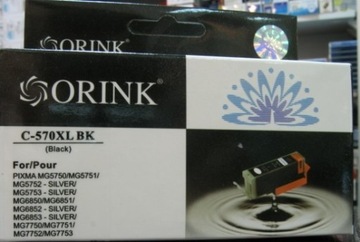 ORINK
ORINK
C-570XL BK
(Black)
For/Pour
PIXMA MG5750/MG5751/
MG5752 - SILVER/
MG5753 - SILVER/
MG6850/MG6851/
MG6852 - SILVER/
MG6853 - SILVER/
MG7750/MG7751/
MG7752/MG7753